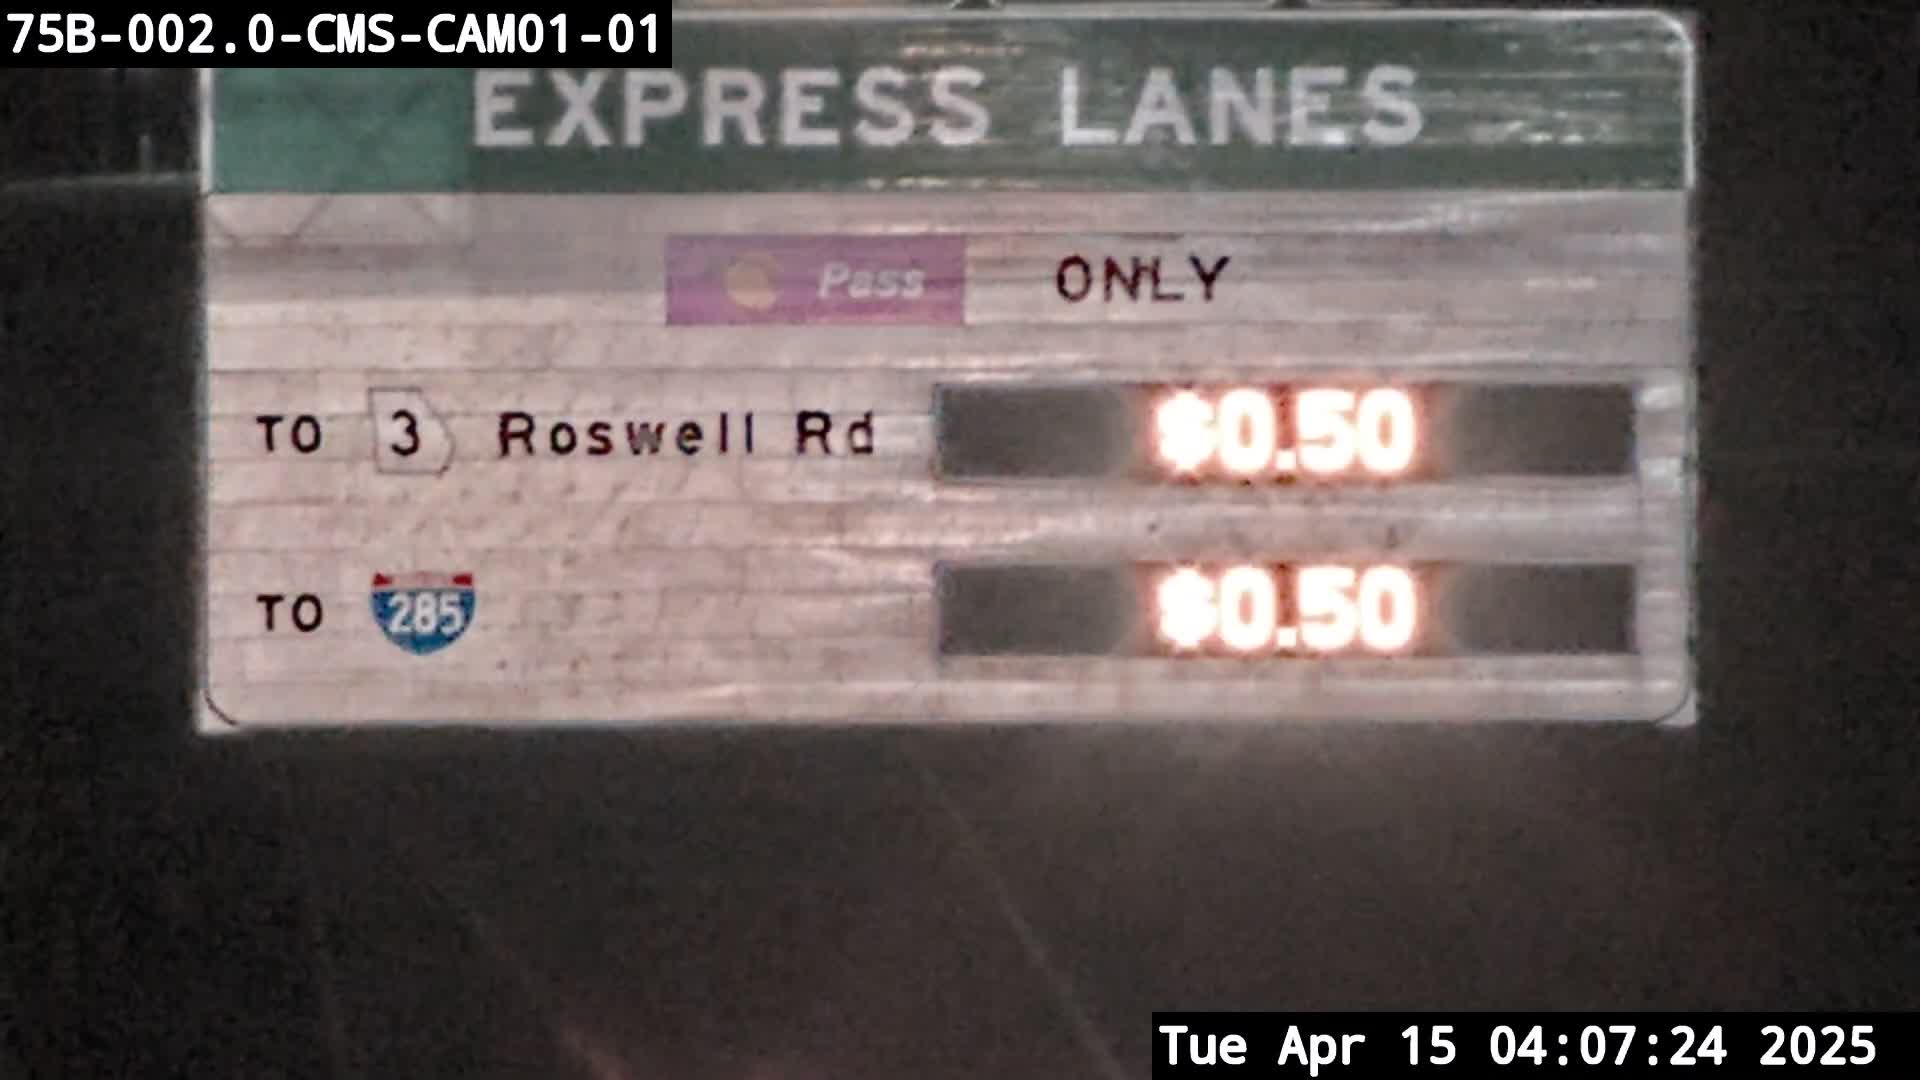 75B-002.0-CMS-CAM01-01
EXPRESS LANES
Pass ONLY
TO 3 Roswell Rd $0.50
TO 285 $0.50
Tue Apr 15 04:07:24 2025